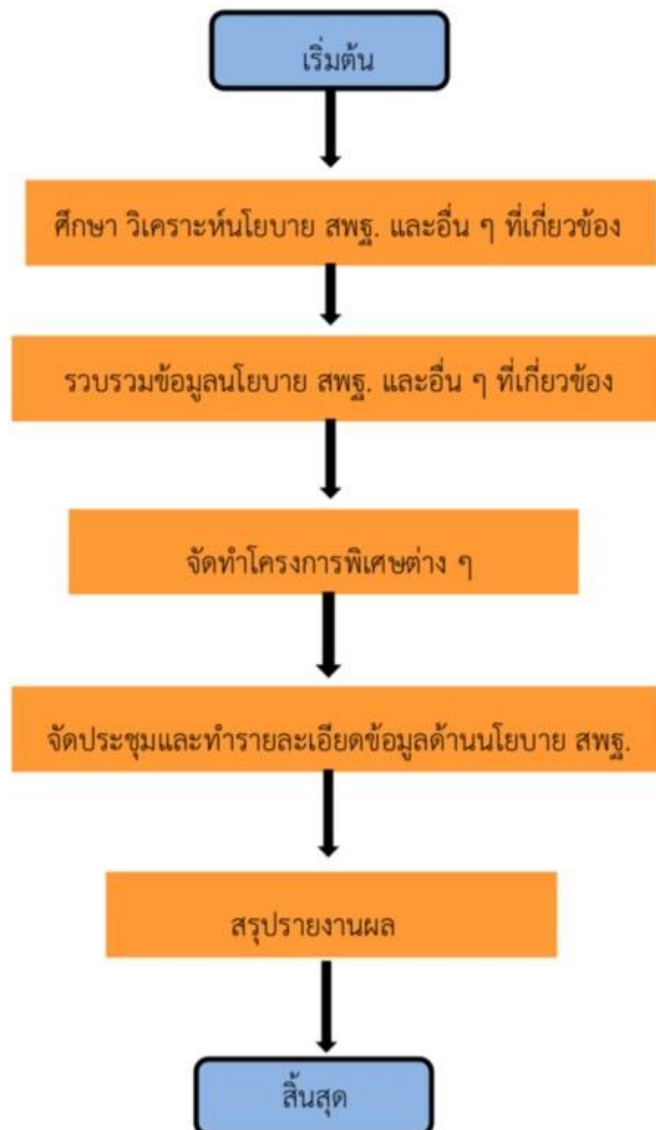 เริ่มต้น
ศึกษา วิเคราะห์นโยบาย สพฐ. และอื่น ๆ ที่เกี่ยวข้อง
รวบรวมข้อมูลนโยบาย สพฐ. และอื่น ๆ ที่เกี่ยวข้อง
จัดทำโครงการพิเศษต่าง ๆ
จัดประชุมและทำรายละเอียดข้อมูลด้านนโยบาย สพฐ.
สรุปรายงานผล
สิ้นสุด